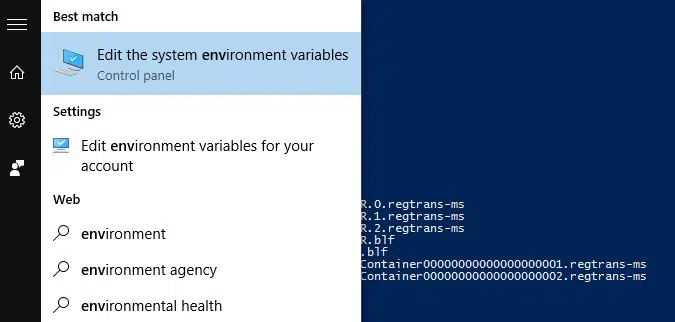 Best match
Edit the system environment variables
Control panel
Settings
Edit environment variables for your
account
Web
environment
environment agency
environmental health
R.0.regtrans-ms
R.1.regtrans-ms
R.2.regtrans-ms
R.blf
.blf
Container00000000000000000001.regtrans-ms
Container00000000000000000002.regtrans-ms